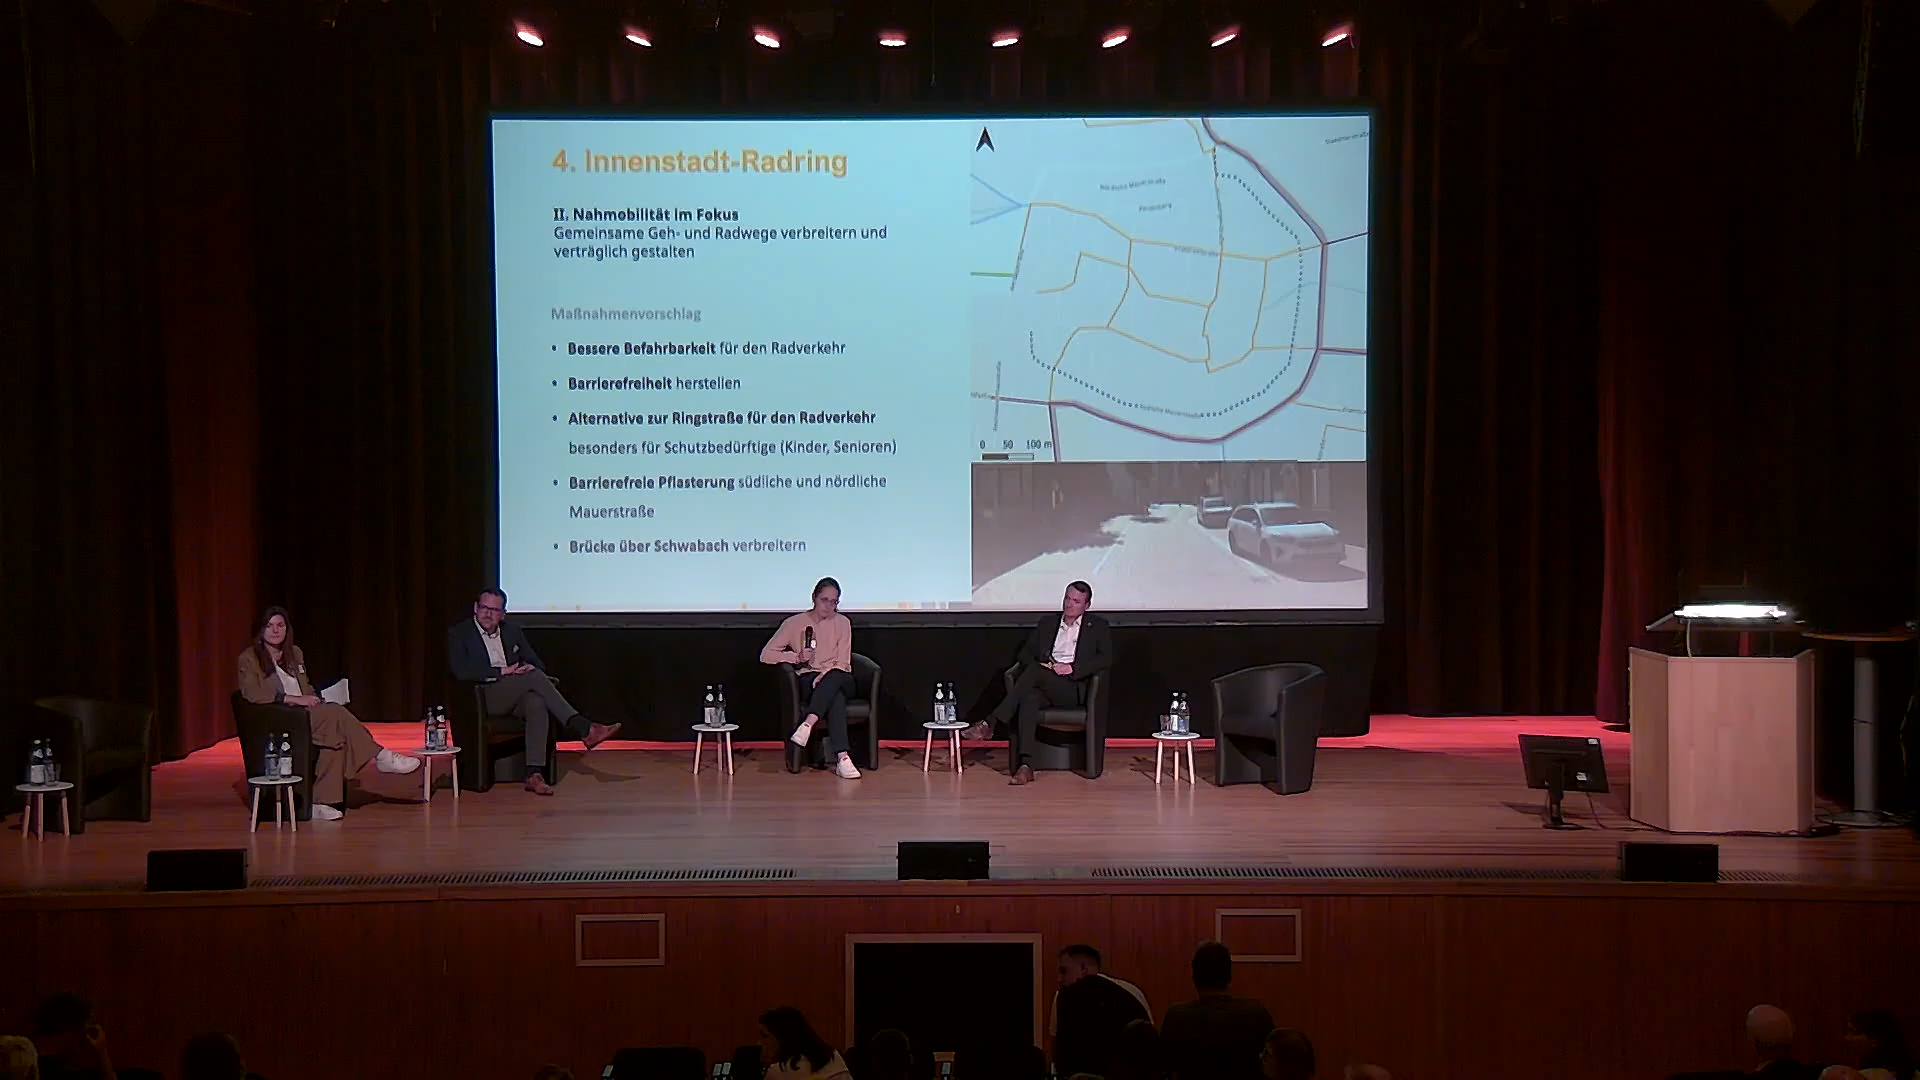 4. Innenstadt-Radring
II. Nahmobilität im Fokus
Gemeinsame Geh- und Radwege verbreitern und
verträglich gestalten
Maßnahmenvorschlag
• Bessere Befahrbarkeit für den Radverkehr
• Barrierefreiheit herstellen
• Alternative zur Ringstraße für den Radverkehr
besonders für Schutzbedürftige (Kinder, Senioren)
• Barrierefreie Pflasterung südliche und nördliche
Mauerstraße
• Brücke über Schwabach verbreitern
Nördliche Mauerstraße
0 50 100 m